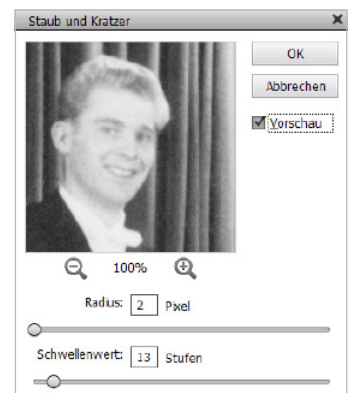 Staub und Kratzer
OK
Abbrechen
Vorschau
100%
Radius: 2 Pixel
Schwellenwert: 13 Stufen